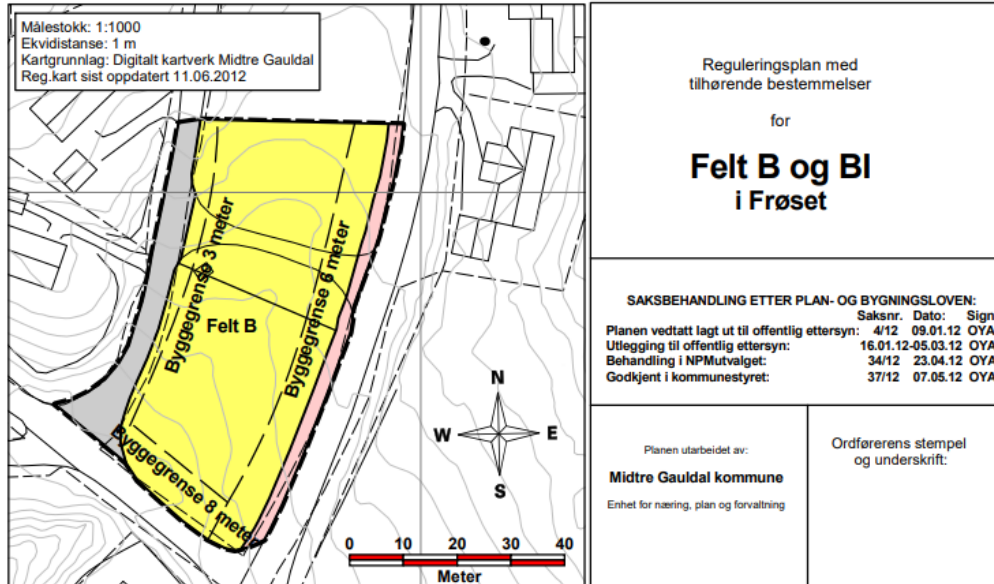 Målestokk: 1:1000
Ekvidistanse: 1 m
Kartgrunnlag: Digitalt kartverk Midtre Gauldal
Reg.kart sist oppdatert 11.06.2012
Byggegrense 3 meter
Byggegrense 6 meter
Felt B
Byggegrense 8 meter
N
W E
S
0 10 20 30 40
Meter
Reguleringsplan med
tilhørende bestemmelser
for
Felt B og BI
i Frøset
SAKSBEHANDLING ETTER PLAN- OG BYGNINGSLOVEN:
Saksnr. Dato: Sign
Planen vedtatt lagt ut til offentlig ettersyn: 4/12 09.01.12 OYA
Utlegging til offentlig ettersyn: 16.01.12-05.03.12 OYA
Behandling i NPMutvalget: 34/12 23.04.12 OYA
Godkjent i kommunestyret: 37/12 07.05.12 OYA
Planen utarbeidet av:
Midtre Gauldal kommune
Enhet for næring, plan og forvaltning
Ordførerens stempel
og underskrift: